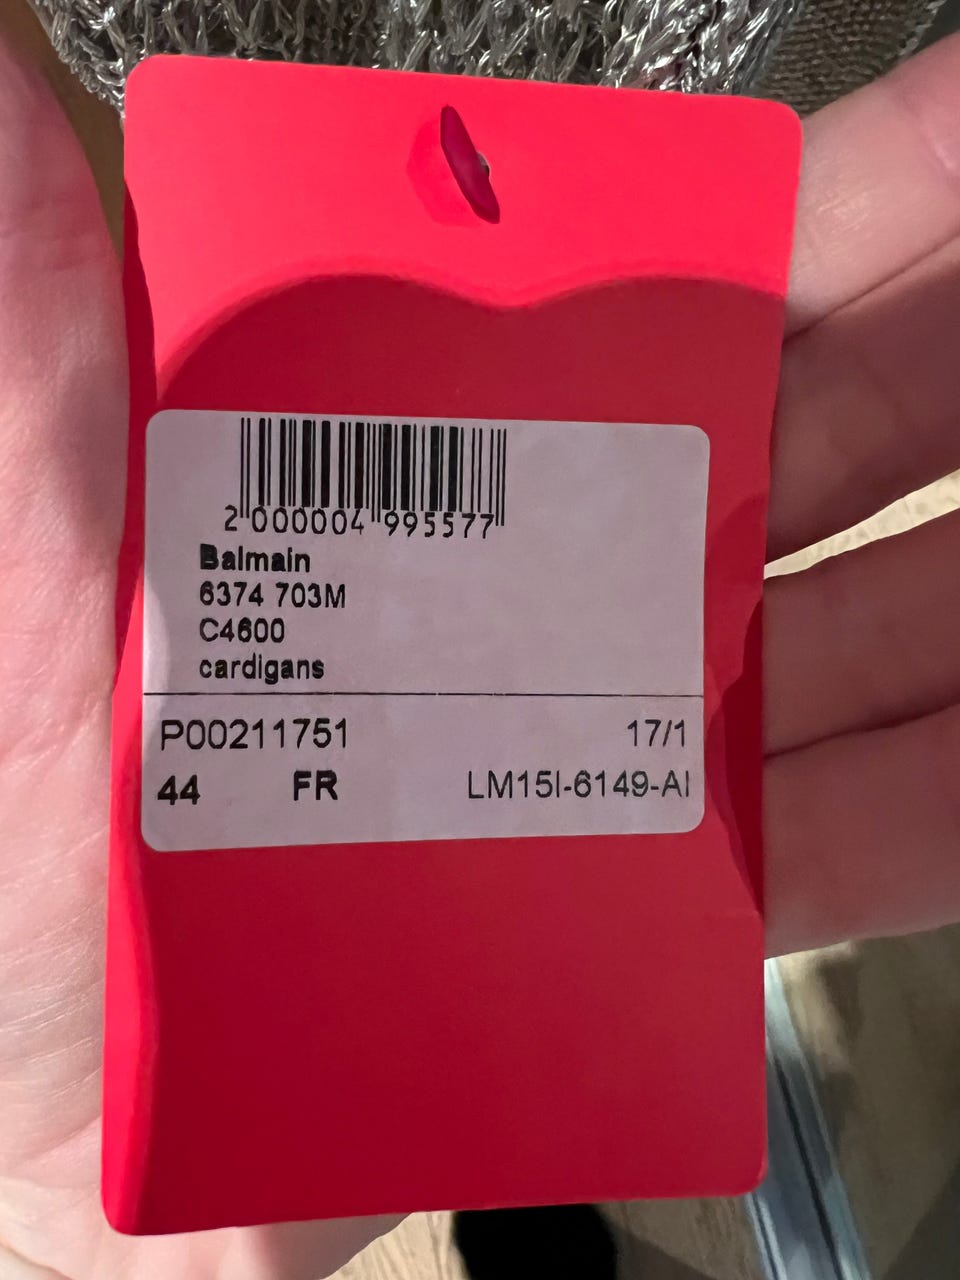 2 000004 995577
Balmain
6374 703M
C4600
cardigans
P00211751 17/1
44 FR LM15I-6149-AI